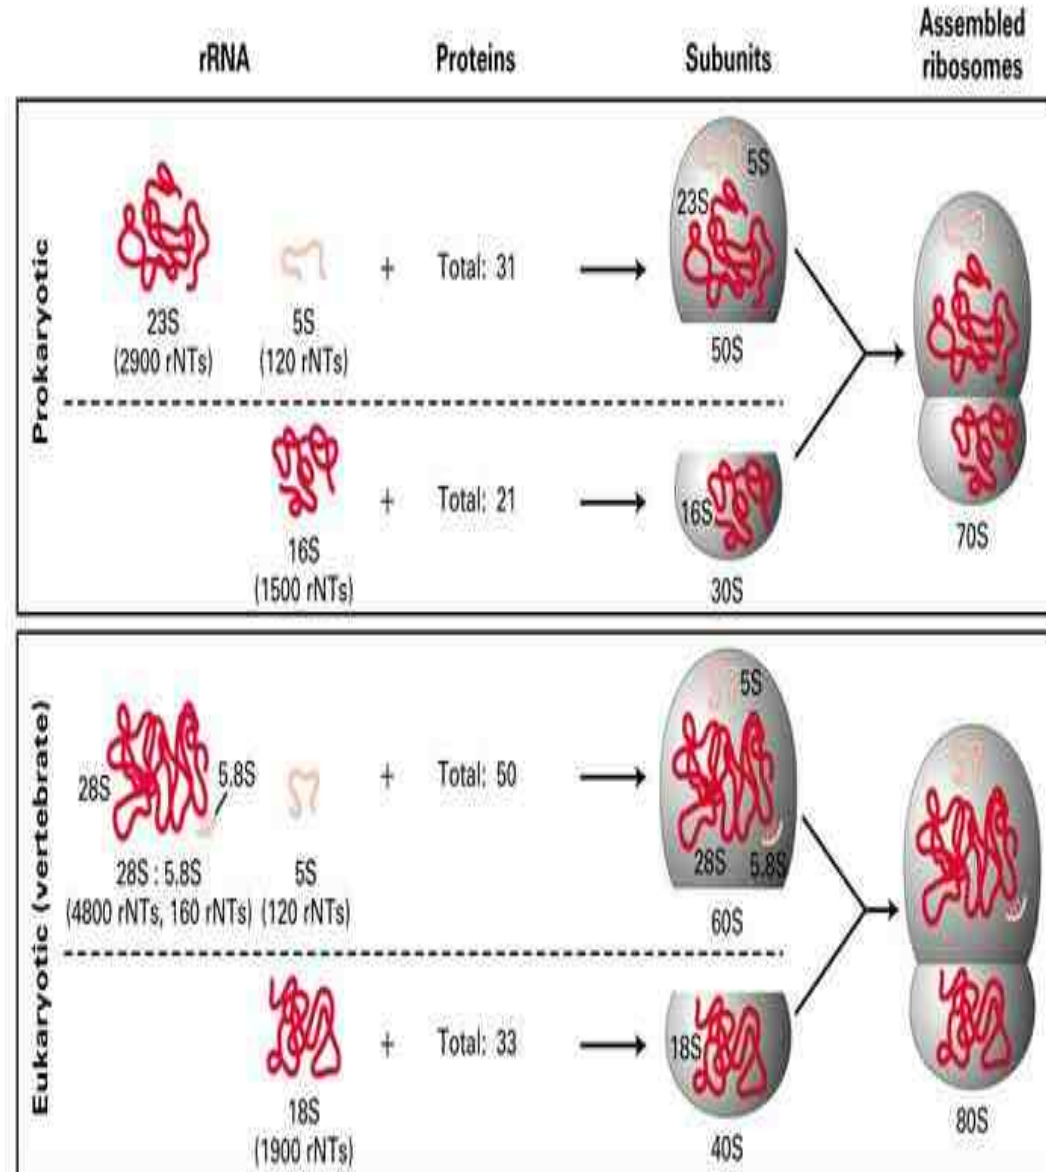 rRNA
Proteins
Subunits
Assembled
ribosomes
Prokaryotic
23S
(2900 rNTs)
5S
(120 rNTs)
+
Total: 31
5S
23S
50S
16S
(1500 rNTs)
+
Total: 21
16S
30S
70S
Eukaryotic (vertebrate)
28S
5.8S
28S : 5.8S
(4800 rNTs, 160 rNTs)
5S
(120 rNTs)
+
Total: 50
5S
28S
5.8S
60S
18S
(1900 rNTs)
+
Total: 33
18S
40S
80S